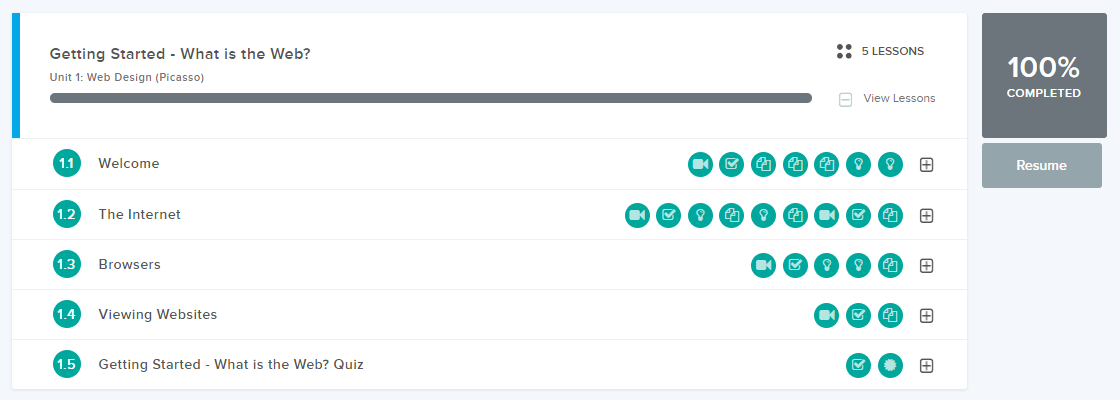 Getting Started - What is the Web?
5 LESSONS
Unit 1: Web Design (Picasso)
View Lessons
100%
COMPLETED
Resume
1.1 Welcome
1.2 The Internet
1.3 Browsers
1.4 Viewing Websites
1.5 Getting Started - What is the Web? Quiz